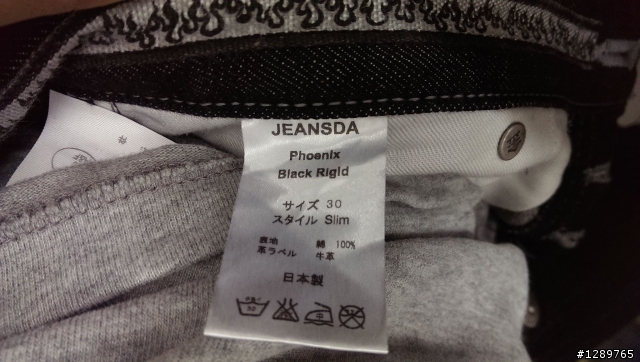 JEANSDA
Phoenix
Black Rigid
サイズ 30
スタイル Slim
表地 綿 100%
革ラベル 牛革
日本製
#1289765